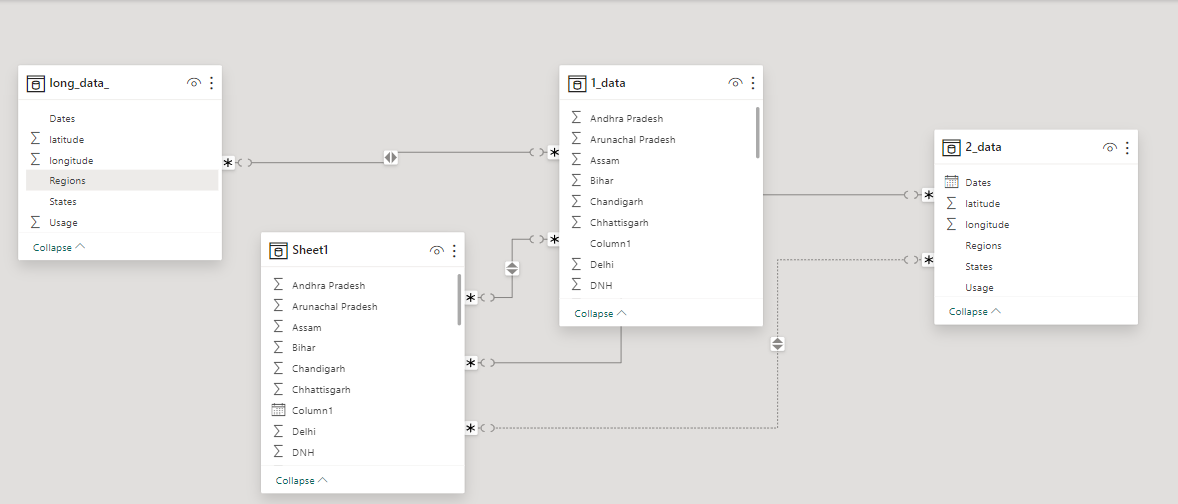 long_data_
Dates
latitude
longitude
Regions
States
Usage
Collapse
Sheet1
Andhra Pradesh
Arunachal Pradesh
Assam
Bihar
Chandigarh
Chhattisgarh
Column1
Delhi
DNH
Collapse
1_data
Andhra Pradesh
Arunachal Pradesh
Assam
Bihar
Chandigarh
Chhattisgarh
Column1
Delhi
DNH
Collapse
2_data
Dates
latitude
longitude
Regions
States
Usage
Collapse